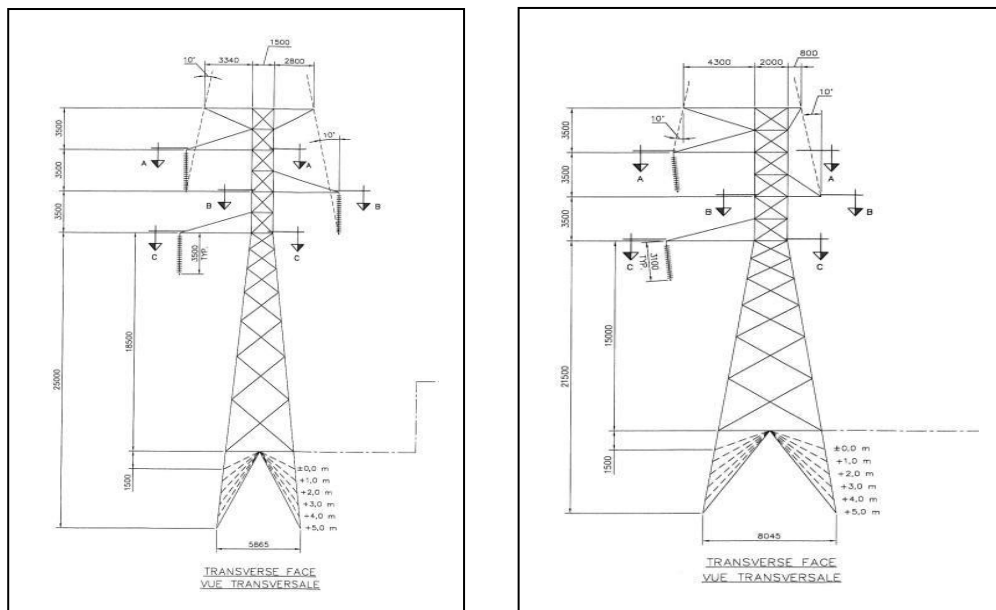 1500
10°
3340
2800
10°
3500
3500
3500
A
A
B
B
C
C
3500
TYP.
18500
25000
1500
±0,0 m
+1,0 m
+2,0 m
+3,0 m
+4,0 m
+5,0 m
5865
TRANSVERSE FACE
VUE TRANSVERSALE
800
4300
2000
10°
10°
3500
3500
3500
A
A
B
B
C
C
3100
TYP.
15000
21500
1500
±0,0 m
+1,0 m
+2,0 m
+3,0 m
+4,0 m
+5,0 m
8045
TRANSVERSE FACE
VUE TRANSVERSALE